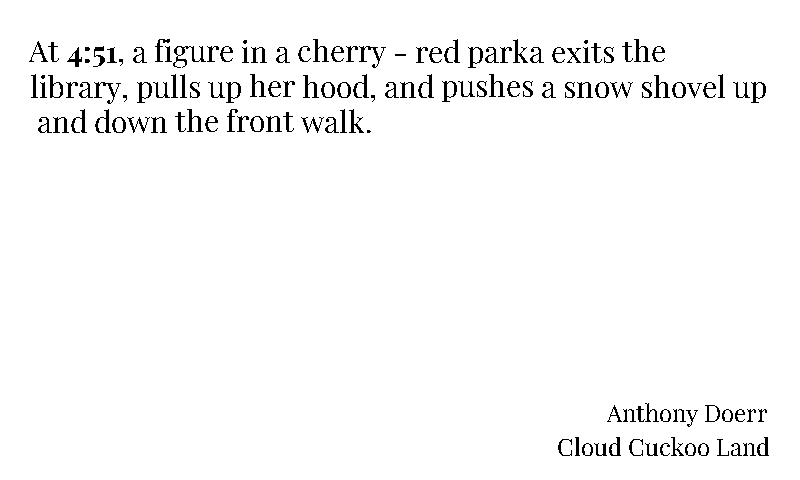 At 4:51, a figure in a cherry - red parka exits the
library, pulls up her hood, and pushes a snow shovel up
and down the front walk.
Anthony Doerr
Cloud Cuckoo Land